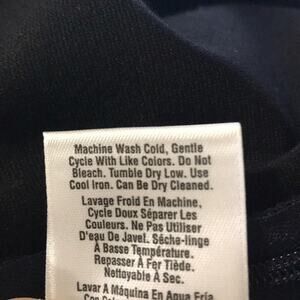 Machine Wash Cold, Gentle
Cycle With Like Colors. Do Not
Bleach. Tumble Dry Low. Use
Cool Iron. Can Be Dry Cleaned.
Lavage Froid En Machine,
Cycle Doux Séparer Les
Couleurs. Ne Pas Utiliser
D'eau De Javel. Séche-linge
A Basse Température.
Repasser À Fer Tiède.
Nettoyable À Sec.
Lavar A Máquina En Agua Fría